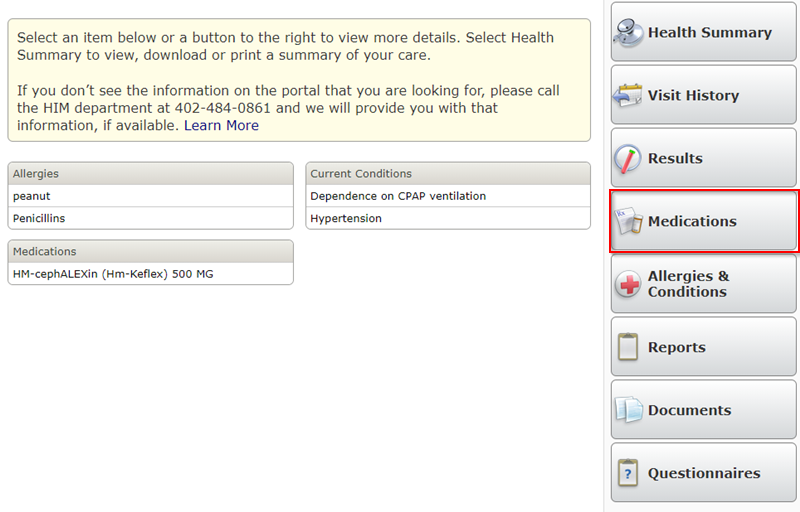 Select an item below or a button to the right to view more details. Select Health
Summary to view, download or print a summary of your care.
If you don’t see the information on the portal that you are looking for, please call
the HIM department at 402-484-0861 and we will provide you with that
information, if available. Learn More
Allergies
peanut
Penicillins
Current Conditions
Dependence on CPAP ventilation
Hypertension
Medications
HM-cephALEXin (Hm-Keflex) 500 MG
Health Summary
Visit History
Results
Rx
Medications
Allergies &
Conditions
Reports
Documents
?
Questionnaires